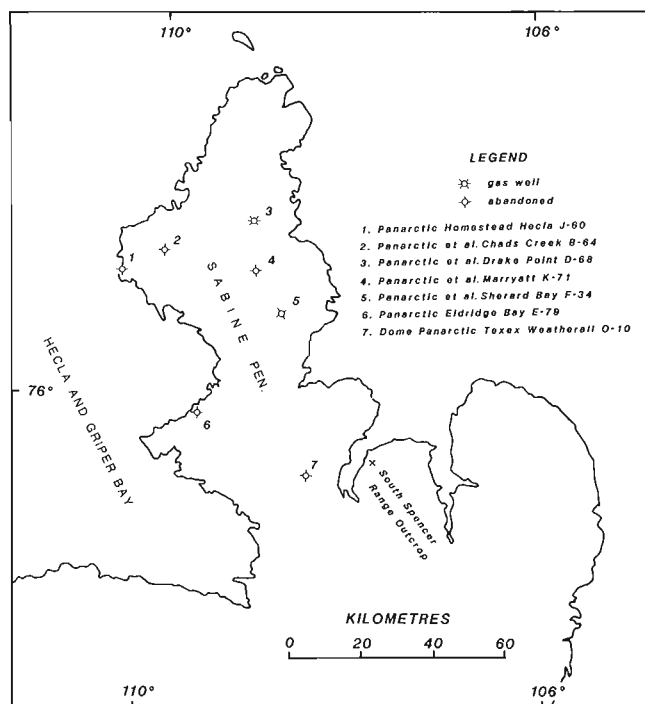 110°
106°
LEGEND
gas well
abandoned
1. Panarctic Homestead Hecla J-60
2. Panarctic et al. Chads Creek B-64
3. Panarctic et al. Drake Point D-68
4. Panarctic et al. Marryatt K-71
5. Panarctic et al. Sherard Bay F-34
6. Panarctic Eldridge Bay E-79
7. Dome Panarctic Texex Weatherall O-10
3
2
1
4
5
SABINE PEN.
HECLA AND GRIPER BAY
76°
6
7
South Spencer
Range Outcrop
KILOMETRES
0 20 40 60
110°
106°